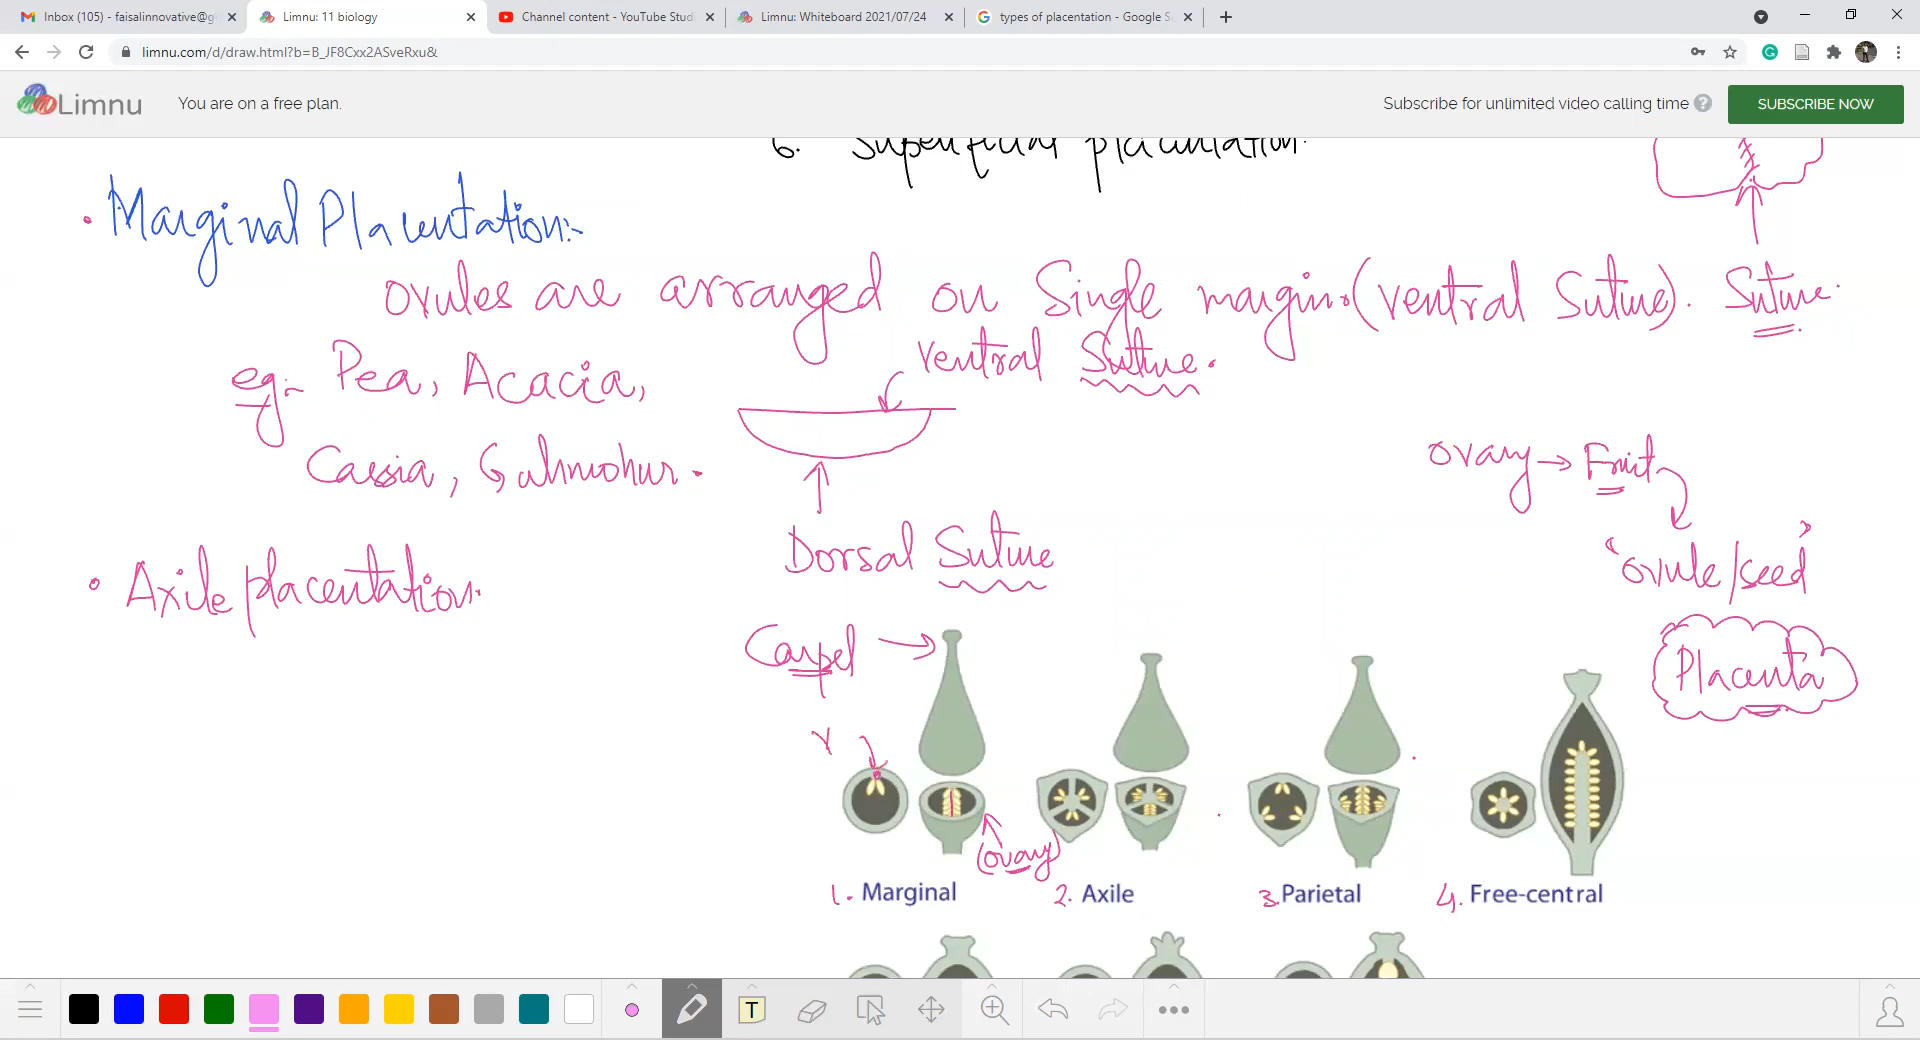 Inbox (105) - faisalinnovative@g
Limnu: 11 biology
Channel content - YouTube Stud
Limnu: Whiteboard 2021/07/24
types of placentation - Google S
limnu.com/d/draw.html?b=B_JF8Cxx2ASveRxu&
Limnu
You are on a free plan.
Subscribe for unlimited video calling time
SUBSCRIBE NOW
6. Superficial placentation.
• Marginal Placentation:-
Ovules are arranged on Single margin.(ventral Suture). Suture.
ventral Suture.
eg:- Pea, Acacia,
Cassia, Gulmohur.
Dorsal Suture
ovary → Fruit
"ovule/seed"
Placenta
• Axile placentation.
Carpel
(ovary)
1. Marginal
2. Axile
3. Parietal
4. Free-central
T